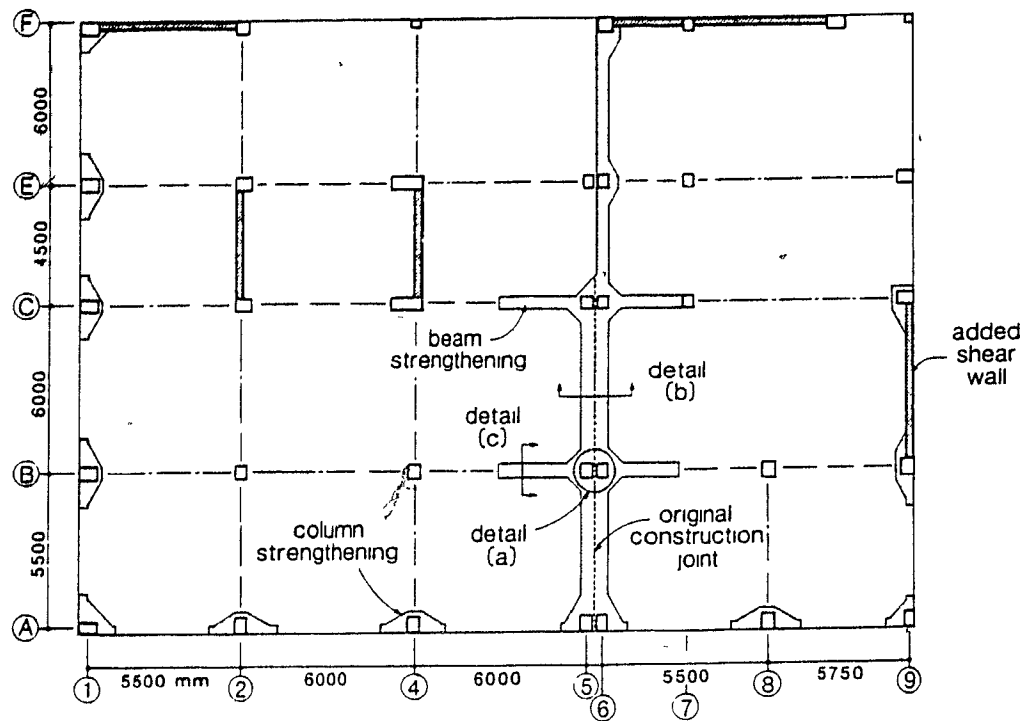 F
6000
E
4500
C
beam
strengthening
added
shear
wall
detail
(b)
6000
detail
(c)
B
detail
(a)
original
construction
joint
column
strengthening
5500
A
1
5500 mm
2
6000
4
6000
5
6
5500
7
8
5750
9